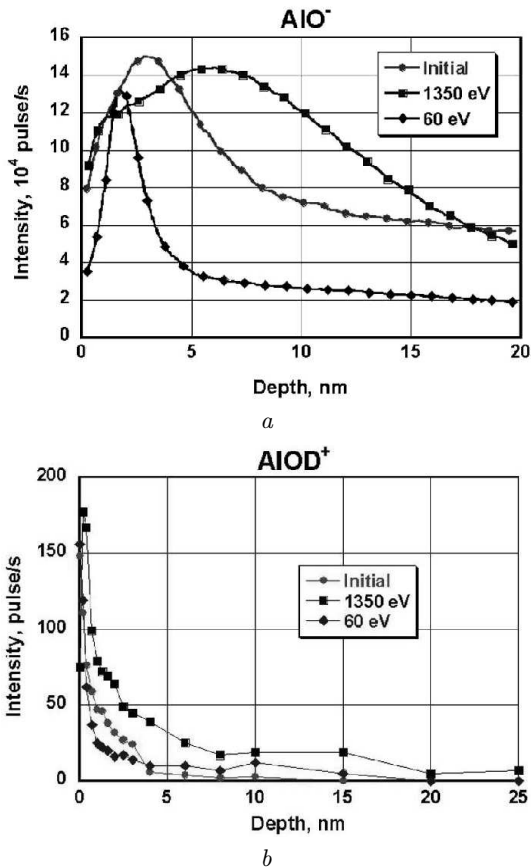 AlO⁻
16
14
12
10
8
6
4
2
0
Intensity, 10⁴ pulse/s
Initial
1350 eV
60 eV
0 5 10 15 20
Depth, nm
a
AlOD⁺
200
150
100
50
0
Intensity, pulse/s
Initial
1350 eV
60 eV
0 5 10 15 20 25
Depth, nm
b